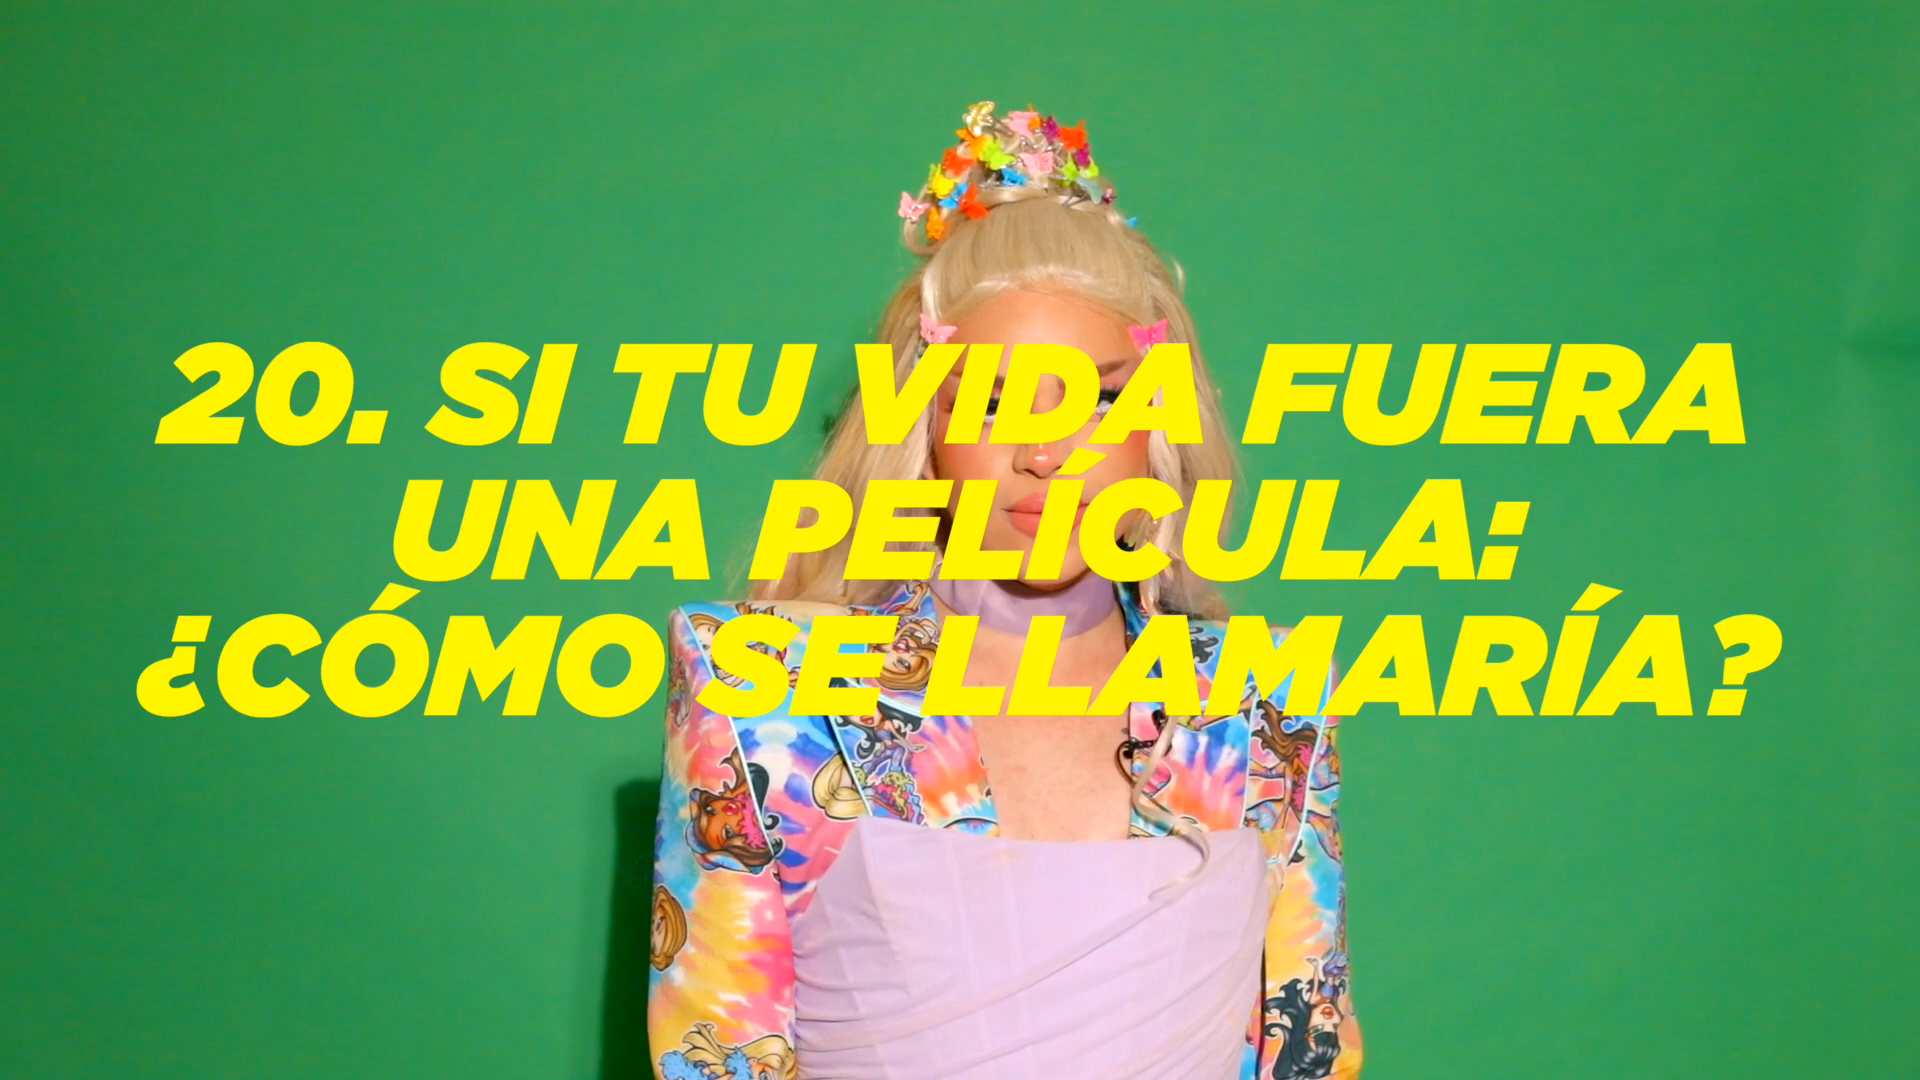 20. SI TU VIDA FUERA
UNA PELÍCULA:
¿CÓMO SE LLAMARÍA?